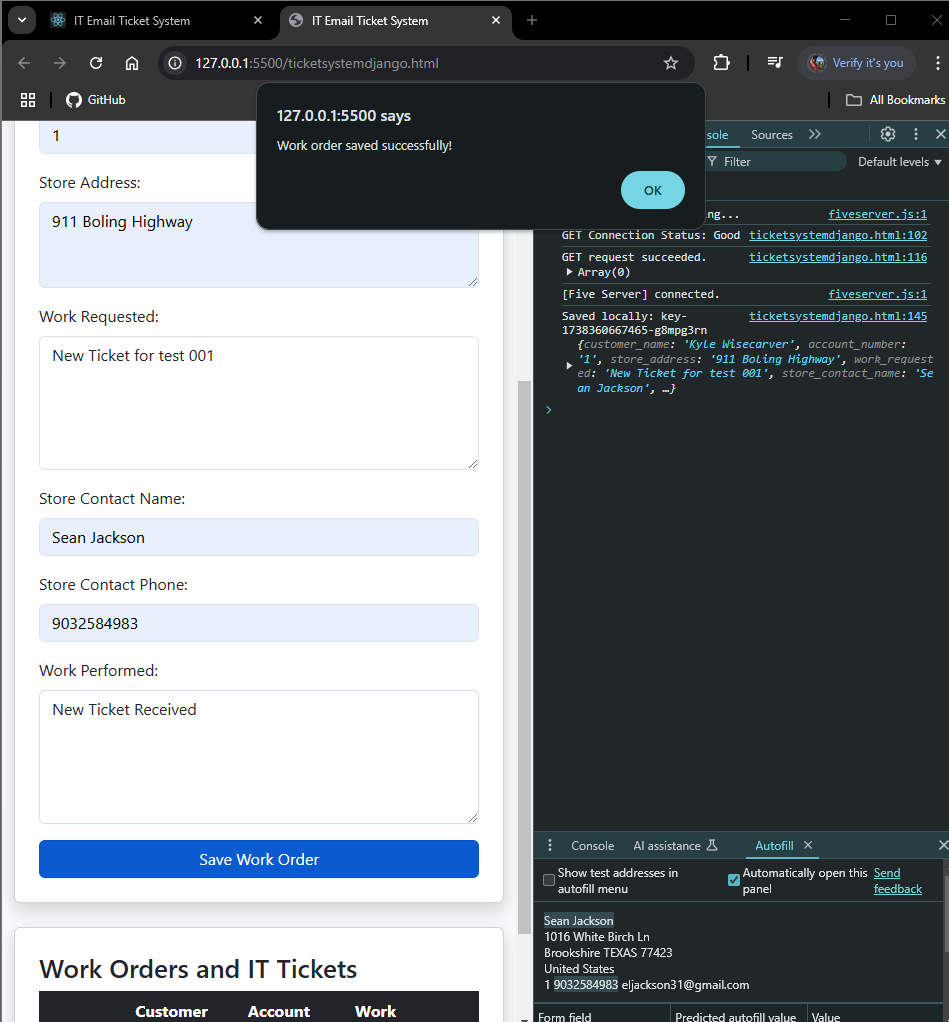 IT Email Ticket System
IT Email Ticket System
127.0.0.1:5500/ticketsystemdjango.html
Verify it's you
GitHub
All Bookmarks
127.0.0.1:5500 says
Work order saved successfully!
OK
1
Store Address:
911 Boling Highway
Work Requested:
New Ticket for test 001
Store Contact Name:
Sean Jackson
Store Contact Phone:
9032584983
Work Performed:
New Ticket Received
Save Work Order
Work Orders and IT Tickets
Customer Account Work
Sources
Filter
Default levels
fiveserver.js:1
GET Connection Status: Good ticketsystemdjango.html:102
GET request succeeded. ticketsystemdjango.html:116
Array(0)
[Five Server] connected. fiveserver.js:1
Saved locally: key- ticketsystemdjango.html:145
1738360667465-g8mpg3rn
{customer_name: 'Kyle Wisecarver', account_number:
'1', store_address: '911 Boling Highway', work_request
ed: 'New Ticket for test 001', store_contact_name: 'Se
an Jackson', …}
Console AI assistance Autofill
Show test addresses in
autofill menu
Automatically open this
panel
Send
feedback
Sean Jackson
1016 White Birch Ln
Brookshire TEXAS 77423
United States
1 9032584983 eljackson31@gmail.com
Form field Predicted autofill value Value